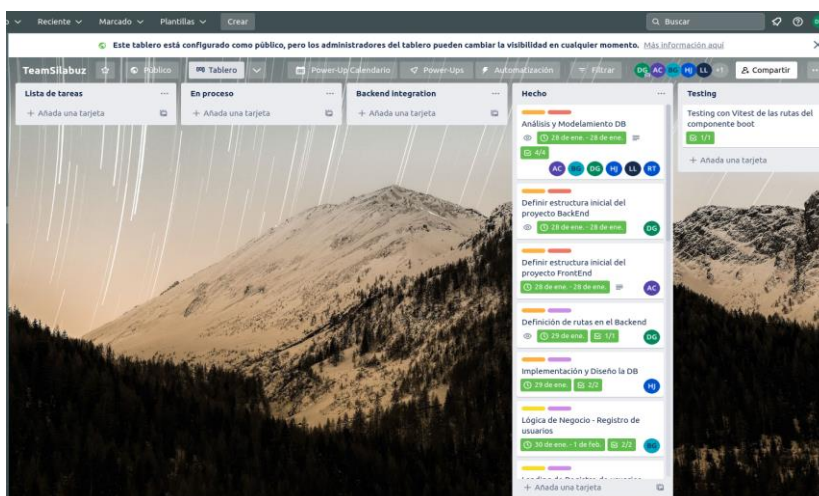 Reciente Marcado Plantillas Crear Buscar
Este tablero está configurado como público, pero los administradores del tablero pueden cambiar la visibilidad en cualquier momento. Más información aquí
TeamSilabuz Público Tablero Power-Up Calendario Power-Ups Automatización Filtrar DG AC BG HJ LL +1 Compartir
Lista de tareas
+ Añada una tarjeta
En proceso
+ Añada una tarjeta
Backend integration
+ Añada una tarjeta
Hecho
Análisis y Modelamiento DB
28 de ene. - 28 de ene.
4/4
AC BG DG HJ LL RT
Definir estructura inicial del
proyecto BackEnd
28 de ene. - 28 de ene. DG
Definir estructura inicial del
proyecto FrontEnd
28 de ene. - 28 de ene. AC
Definición de rutas en el Backend
29 de ene. 1/1 DG
Implementación y Diseño la DB
29 de ene. 2/2 HJ
Lógica de Negocio - Registro de
usuarios
30 de ene. - 1 de feb. 2/2 BG
+ Añada una tarjeta
Testing
Testing con Vitest de las rutas del
componente boot
1/1
+ Añada una tarjeta